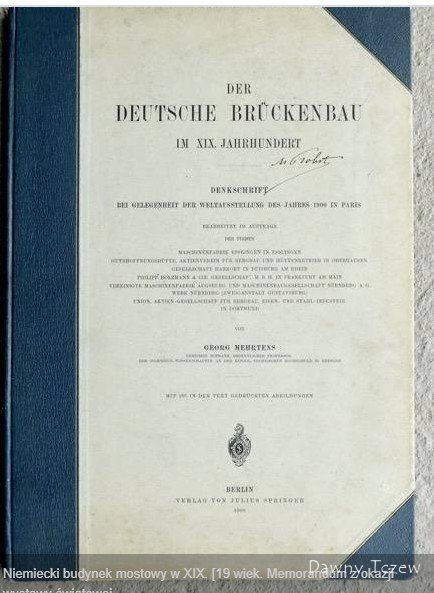 DER
DEUTSCHE BRÜCKENBAU
IM XIX. JAHRHUNDERT
DENKSCHRIFT
BEI GELEGENHEIT DER WELTAUSSTELLUNG DES JAHRES 1900 IN PARIS
BEARBEITET IM AUFTRAGE
DER FIRMEN
MASCHINENFABRIK ESSLINGEN IN ESSLINGEN
GUTEHOFFNUNGSHÜTTE, AKTIENVEREIN FÜR BERGBAU UND HÜTTENBETRIEB IN OBERHAUSEN
GESELLSCHAFT HARKORT IN DUISBURG AM RHEIN
PHILIPP HOLZMANN & CIE. GESELLSCHAFT, M. B. H. IN FRANKFURT AM MAIN
VEREINIGTE MASCHINENFABRIK AUGSBURG UND MASCHINENBAUGESELLSCHAFT NÜRNBERG A. G.
WERK NÜRNBERG (ZWEIGANSTALT GUSTAVSBURG)
UNION, AKTIEN-GESELLSCHAFT FÜR BERGBAU, EISEN- UND STAHL-INDUSTRIE
IN DORTMUND
VON
GEORG MEHRTENS
MIT IN DEN TEXT GEDRUCKTEN ABBILDUNGEN
BERLIN
VERLAG VON JULIUS SPRINGER
1900
Dawny Tczew
Niemiecki budynek mostowy w XIX. [19 wiek. Memorandum z okazji
wystawy światowej